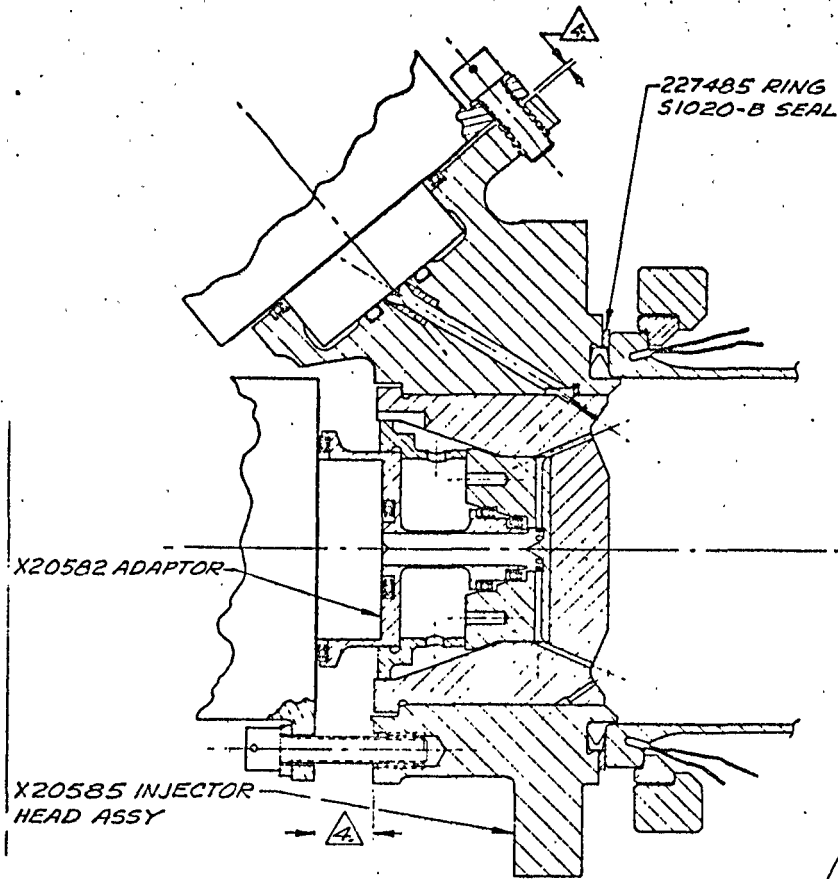 4.
227485 RING
S1020-B SEAL
X20582 ADAPTOR
X20585 INJECTOR
HEAD ASSY
4.